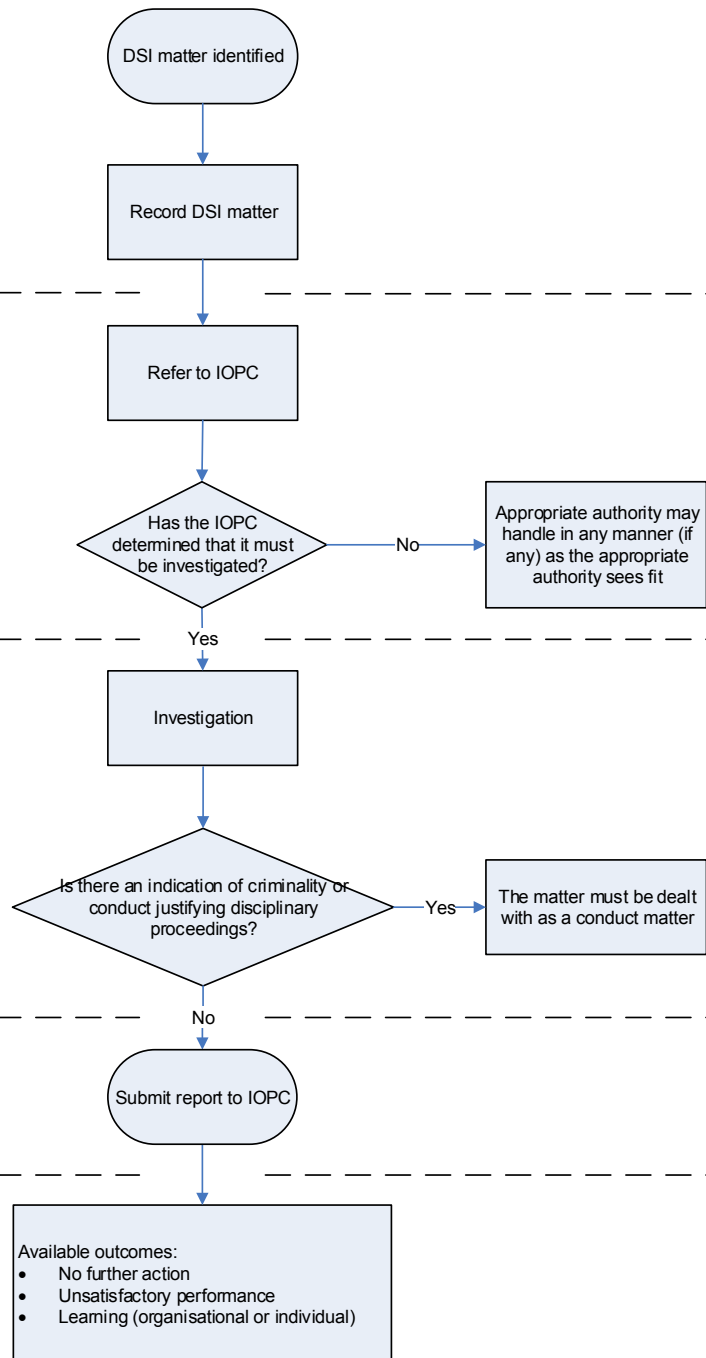 DSI matter identified
Record DSI matter
Refer to IOPC
Has the IOPC
determined that it must
be investigated?
No
Appropriate authority may
handle in any manner (if
any) as the appropriate
authority sees fit
Yes
Investigation
Is there an indication of criminality or
conduct justifying disciplinary
proceedings?
Yes
The matter must be dealt
with as a conduct matter
No
Submit report to IOPC
Available outcomes:
• No further action
• Unsatisfactory performance
• Learning (organisational or individual)